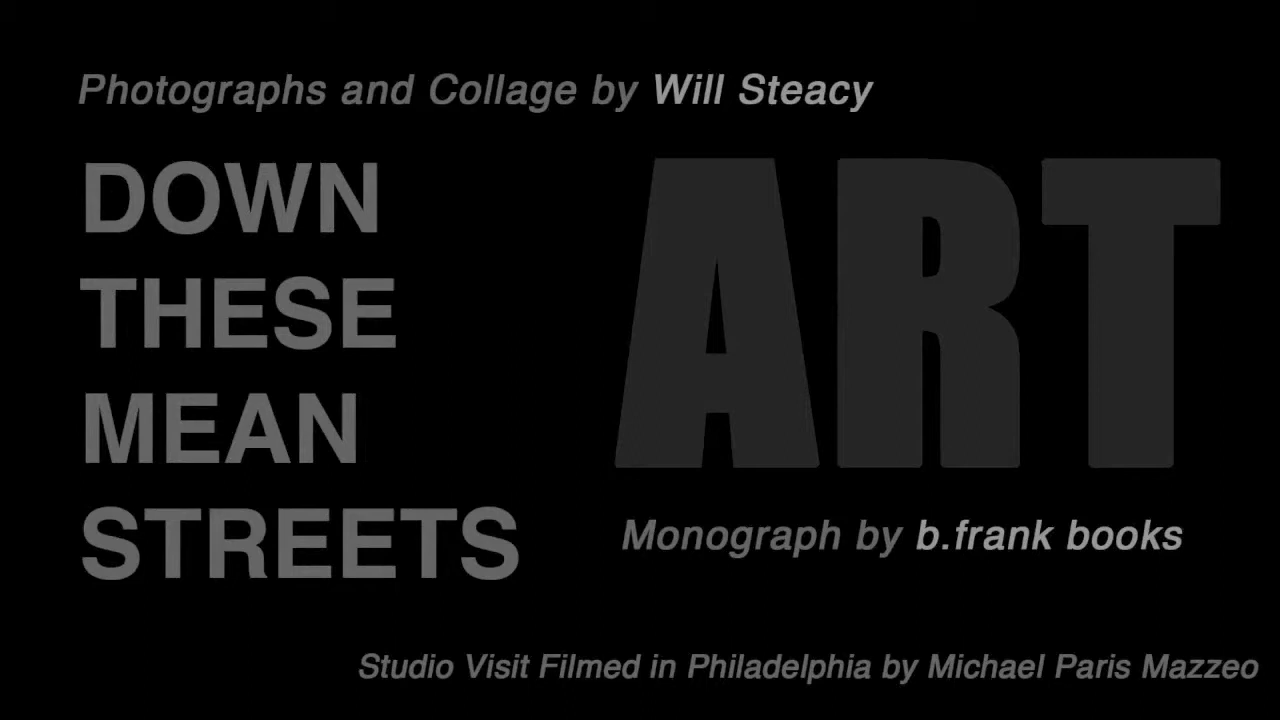 Photographs and Collage by Will Steacy
DOWN
THESE
MEAN
STREETS
ART
Monograph by b.frank books
Studio Visit Filmed in Philadelphia by Michael Paris Mazzeo